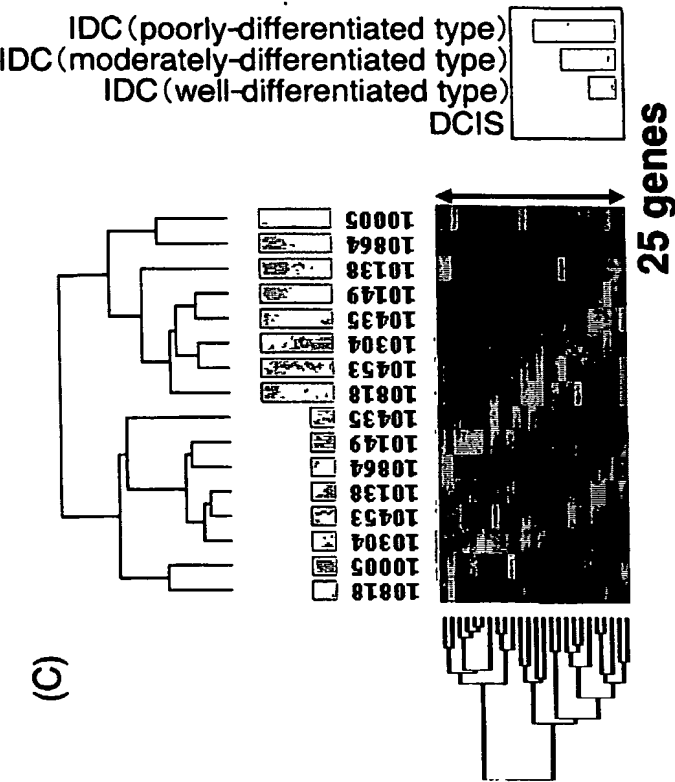 IDC (poorly-differentiated type)
IDC (moderately-differentiated type)
IDC (well-differentiated type)
DCIS
25 genes
10005
10864
10138
10149
10435
10304
10453
10818
10435
10149
10864
10138
10453
10304
10005
10818
(C)